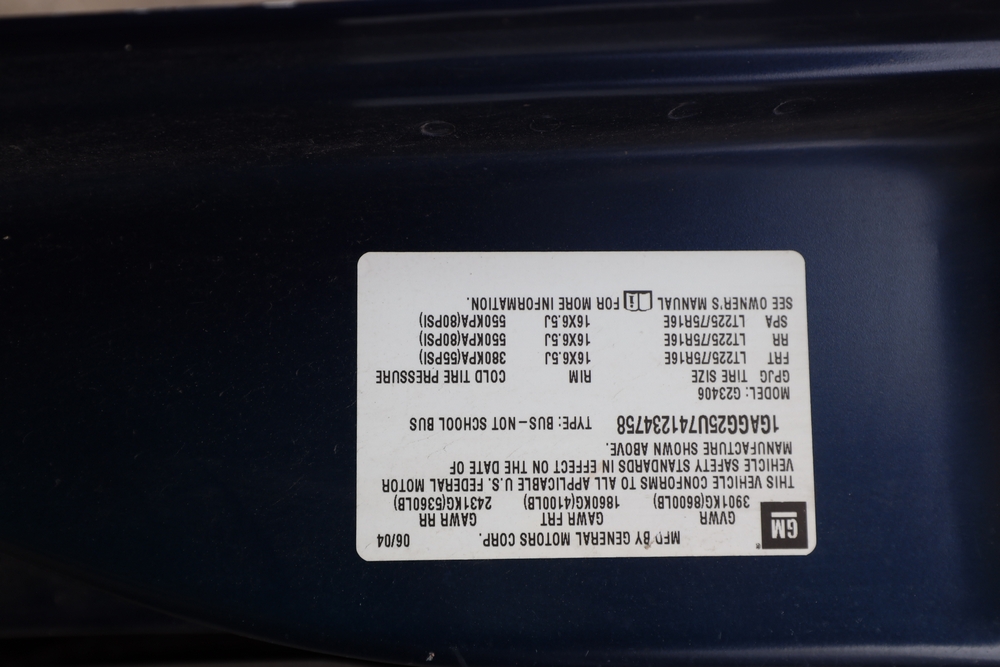 GM
MFD BY GENERAL MOTORS CORP. 06/04
GVWR GAWR FRT GAWR RR
3901KG(8600LB) 1860KG(4100LB) 2431KG(5360LB)
THIS VEHICLE CONFORMS TO ALL APPLICABLE U.S. FEDERAL MOTOR
VEHICLE SAFETY STANDARDS IN EFFECT ON THE DATE OF
MANUFACTURE SHOWN ABOVE.
1GAGG25U741234758 TYPE: BUS-NOT SCHOOL BUS
MODEL: G23406
GPJG TIRE SIZE RIM COLD TIRE PRESSURE
FRT LT225/75R16E 16X6.5J 380KPA(55PSI)
RR LT225/75R16E 16X6.5J 550KPA(80PSI)
SPA LT225/75R16E 16X6.5J 550KPA(80PSI)
SEE OWNER'S MANUAL FOR MORE INFORMATION.